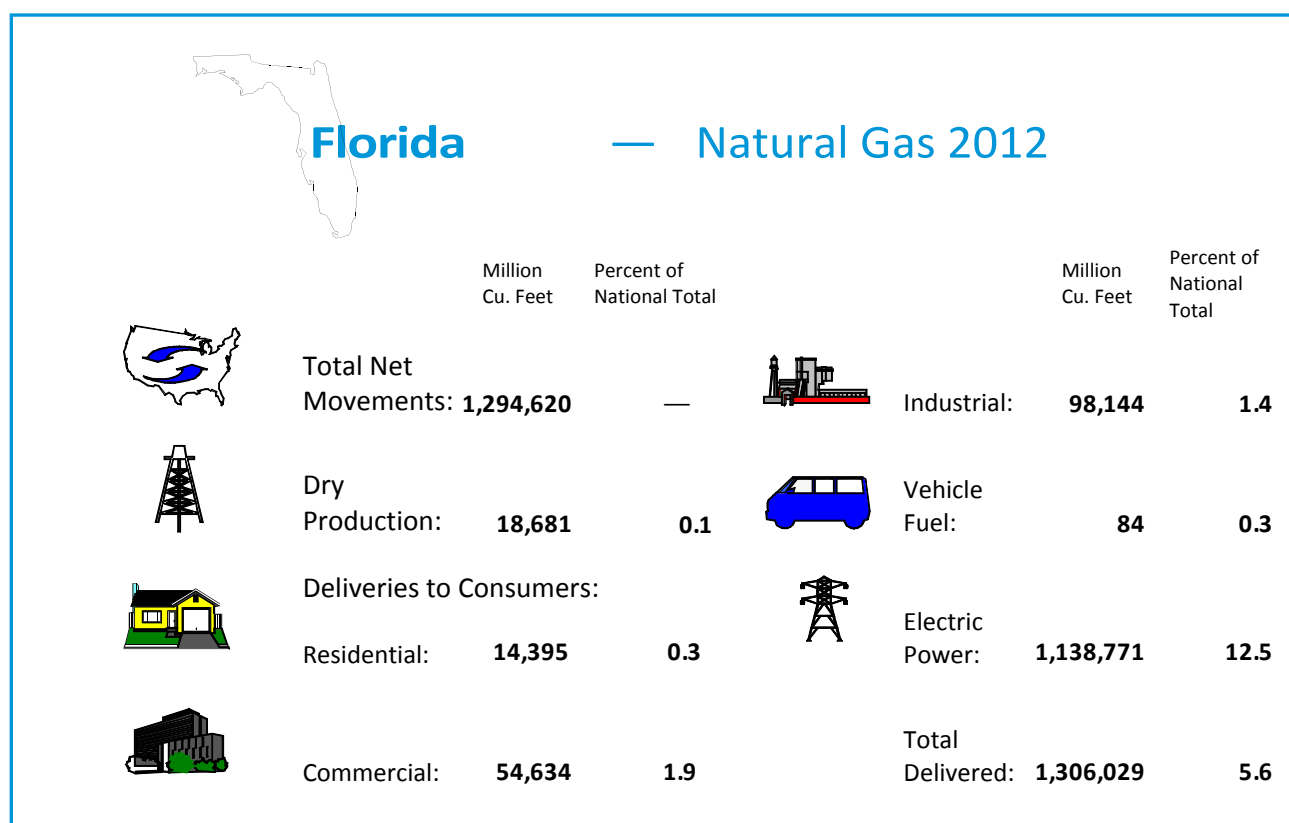 Florida — Natural Gas 2012
Million
Cu. Feet
Percent of
National Total
Total Net
Movements: 1,294,620 —
Dry
Production: 18,681 0.1
Deliveries to Consumers:
Residential: 14,395 0.3
Commercial: 54,634 1.9
Million
Cu. Feet
Percent of
National
Total
Industrial: 98,144 1.4
Vehicle
Fuel: 84 0.3
Electric
Power: 1,138,771 12.5
Total
Delivered: 1,306,029 5.6